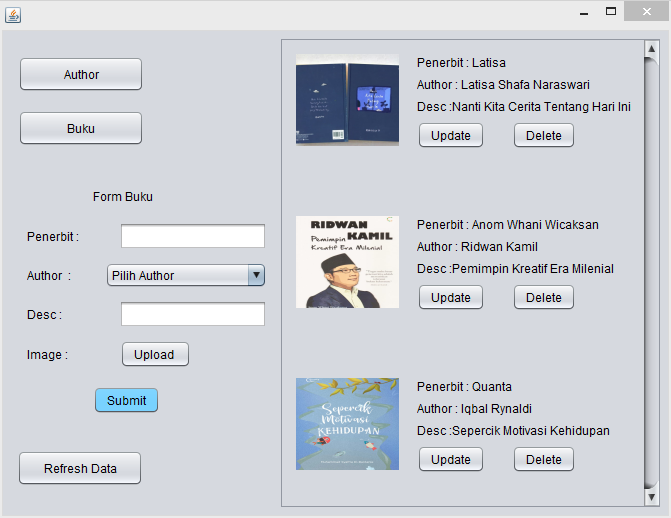 Author
Buku
Form Buku
Penerbit :
Author :
Pilih Author
Desc :
Image :
Upload
Submit
Refresh Data
Penerbit : Latisa
Author : Latisa Shafa Naraswari
Desc :Nanti Kita Cerita Tentang Hari Ini
Update
Delete
RIDWAN
Pemimpin KAMIL
Kreatif Era Milenial
Penerbit : Anom Whani Wicaksan
Author : Ridwan Kamil
Desc :Pemimpin Kreatif Era Milenial
Update
Delete
Sepercik
Motivasi
KEHIDUPAN
Penerbit : Quanta
Author : Iqbal Rynaldi
Desc :Sepercik Motivasi Kehidupan
Update
Delete